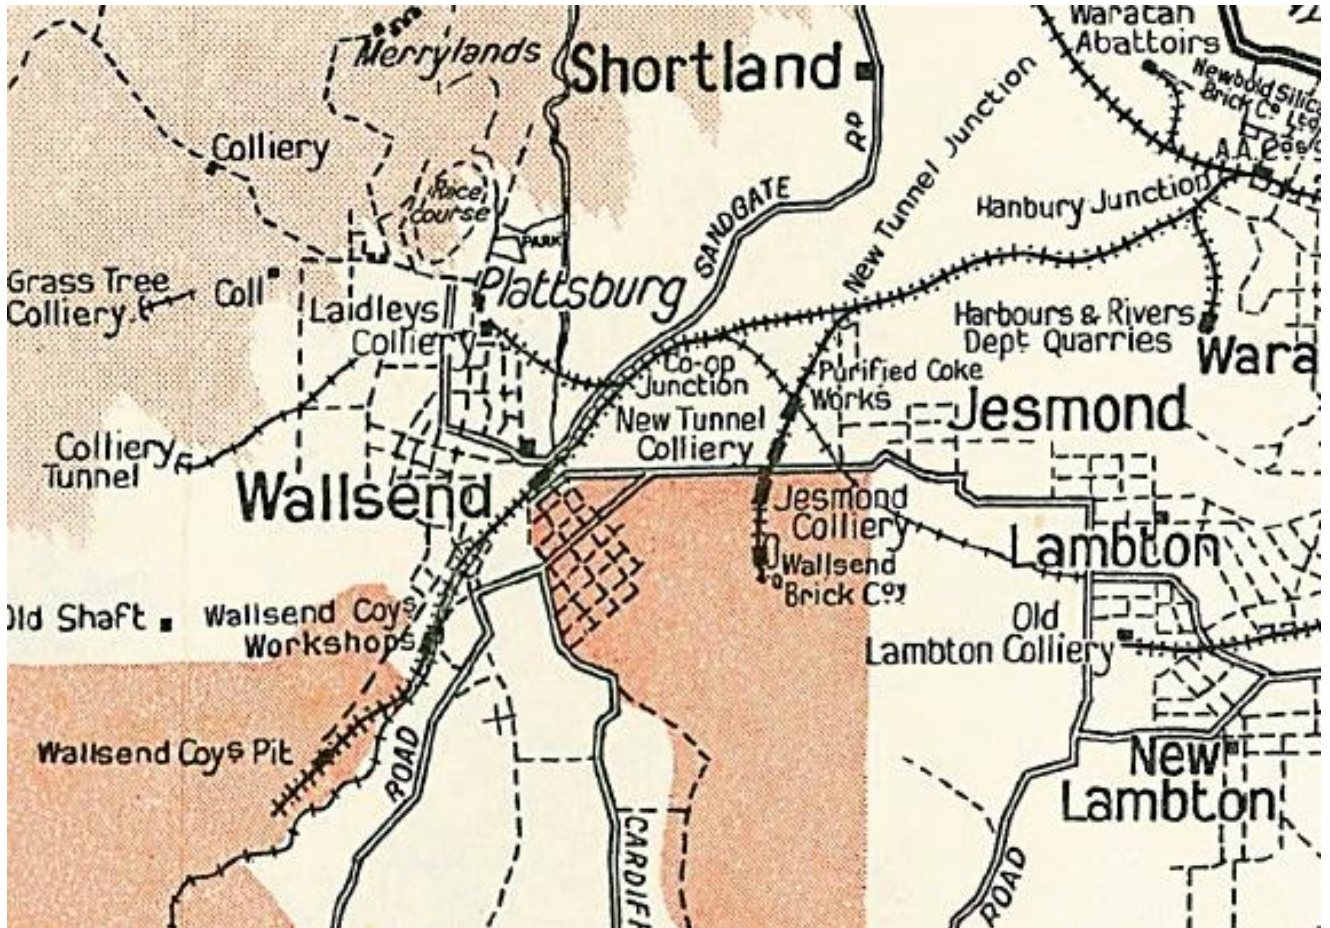 Merrylands
Shortland
Waratah
Abattoirs
Newbold Silica
Brick Co Ltd
Colliery
Race
course
PARK
SANDGATE
RD
New Tunnel Junction
Hanbury Junction
Grass Tree
Colliery
Coll
Laidleys
Colliery
Plattsburg
Harbours & Rivers
Dept Quarries
Wara
Co-op
Junction
Purified Coke
Works
Jesmond
New Tunnel
Colliery
Colliery
Tunnel
Wallsend
Jesmond
Colliery
Lambton
Wallsend
Brick Coy
Old Shaft
Wallsend Coys
Workshops
Old
Lambton Colliery
Wallsend Coys Pit
ROAD
New
Lambton
CARDIFF
ROAD